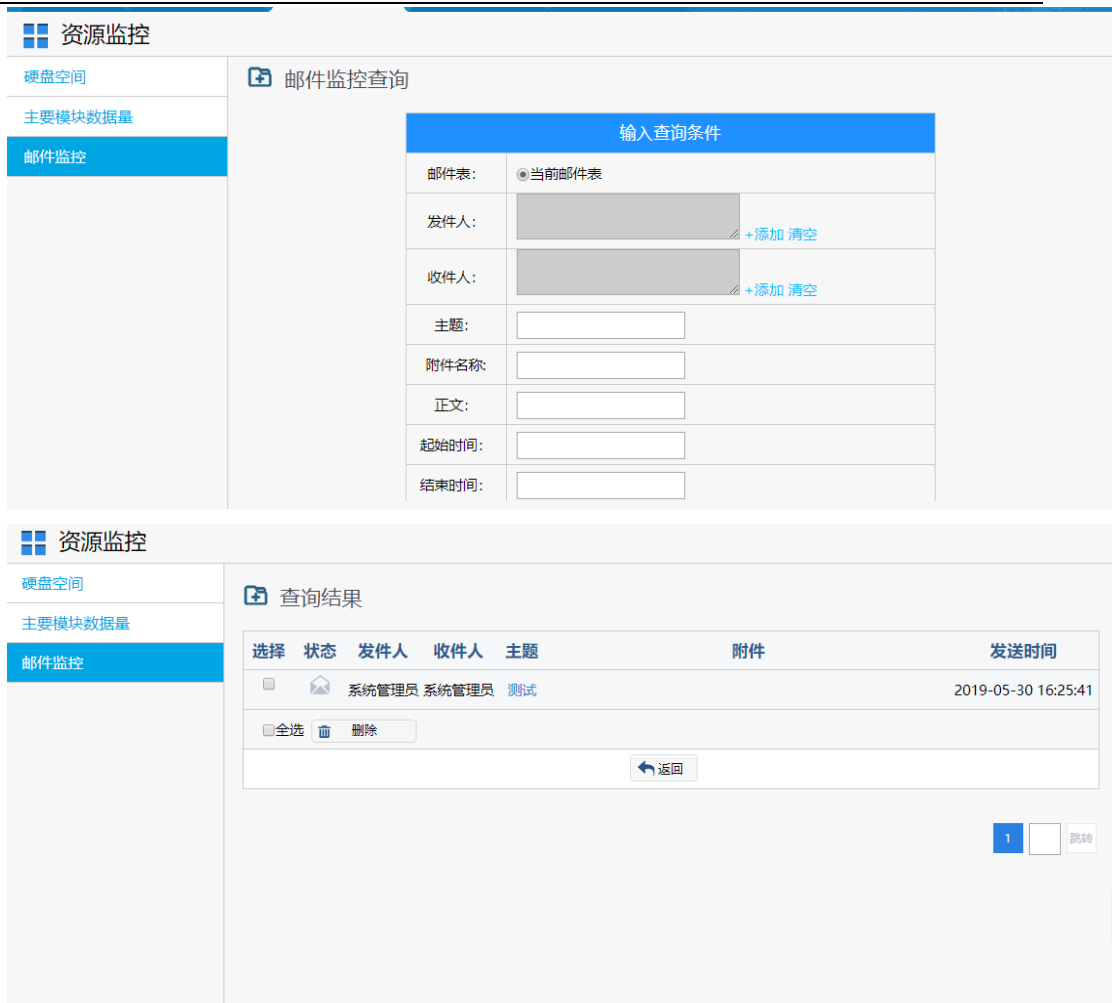 资源监控
硬盘空间
主要模块数据量
邮件监控
邮件监控查询
输入查询条件
邮件表： 当前邮件表
发件人： +添加 清空
收件人： +添加 清空
主题：
附件名称:
正文：
起始时间：
结束时间：
资源监控
硬盘空间
主要模块数据量
邮件监控
查询结果
选择 状态 发件人 收件人 主题 附件 发送时间
系统管理员 系统管理员 测试 2019-05-30 16:25:41
全选 删除
返回
1 跳转